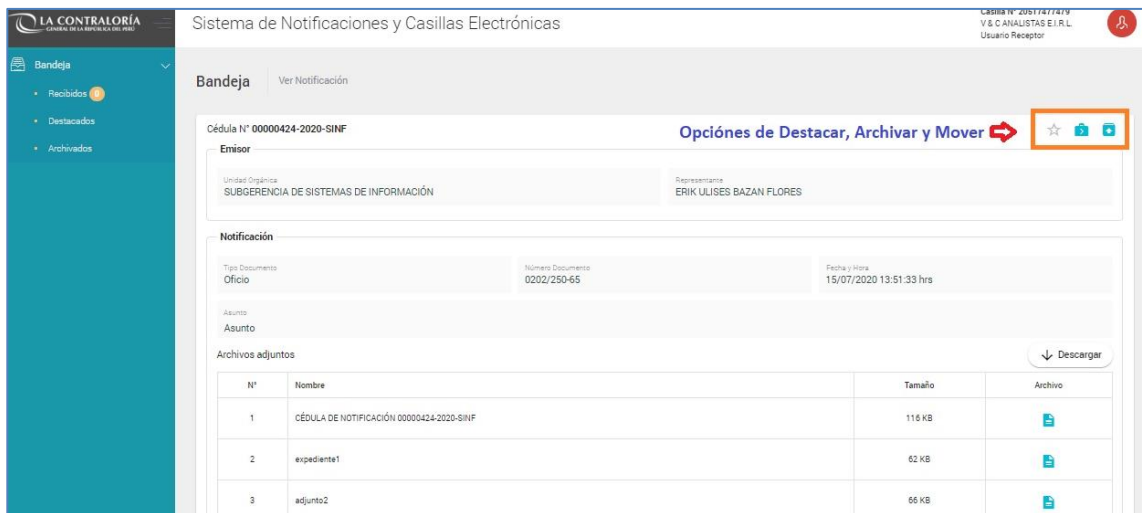 LA CONTRALORÍA
GENERAL DE LA REPÚBLICA DEL PERÚ
Sistema de Notificaciones y Casillas Electrónicas
Casilla N° 20517477479
V & C ANALISTAS E.I.R.L.
Usuario Receptor
Bandeja
Recibidos 6
Destacados
Archivados
Bandeja Ver Notificación
Cédula N° 00000424-2020-SINF
Opciónes de Destacar, Archivar y Mover
Emisor
Unidad Orgánica
SUBGERENCIA DE SISTEMAS DE INFORMACIÓN
Representante
ERIK ULISES BAZAN FLORES
Notificación
Tipo Documento
Oficio
Número Documento
0202/250-65
Fecha y Hora
15/07/2020 13:51:33 hrs
Asunto
Asunto
Archivos adjuntos
Descargar
N° Nombre Tamaño Archivo
1 CÉDULA DE NOTIFICACIÓN 00000424-2020-SINF 116 KB
2 expediente1 62 KB
3 adjunto2 66 KB